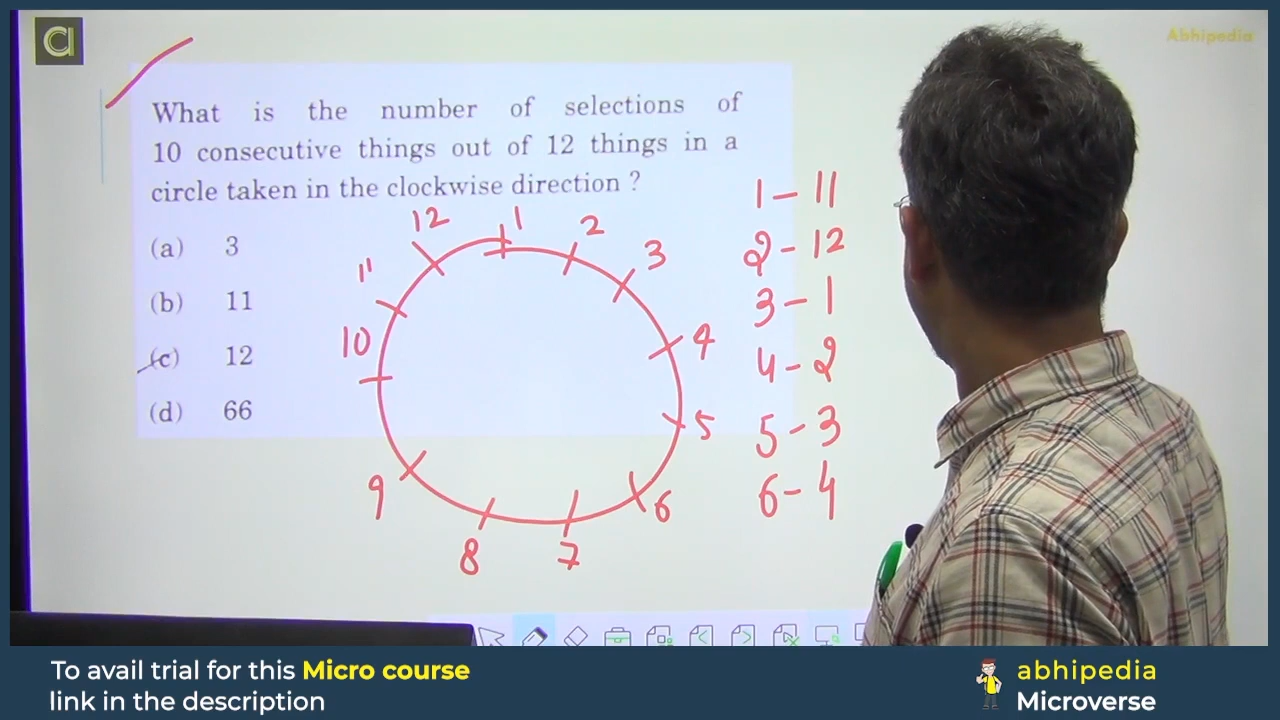 Abhipedia
What is the number of selections of
10 consecutive things out of 12 things in a
circle taken in the clockwise direction ?
(a) 3
(b) 11
(c) 12
(d) 66
12
1
2
3
4
5
6
7
8
9
10
11
1 - 11
2 - 12
3 - 1
4 - 2
5 - 3
6 - 4
To avail trial for this Micro course
link in the description
abhipedia
Microverse